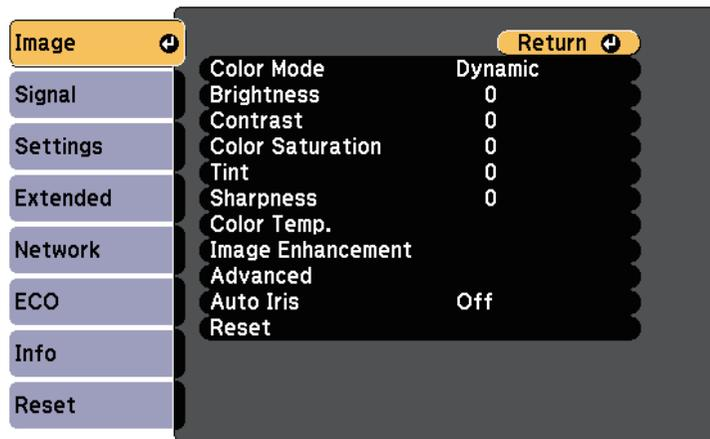 Image
Signal
Settings
Extended
Network
ECO
Info
Reset
Return
Color Mode Dynamic
Brightness 0
Contrast 0
Color Saturation 0
Tint 0
Sharpness 0
Color Temp.
Image Enhancement
Advanced
Auto Iris Off
Reset